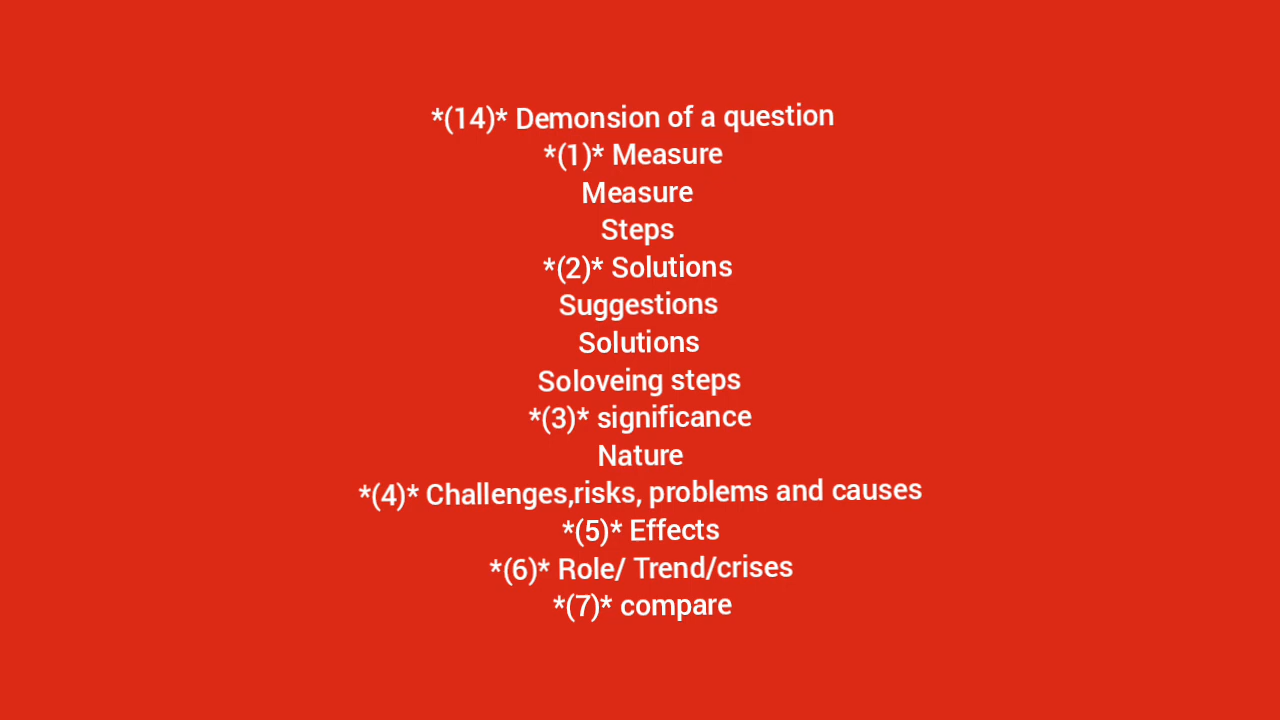 *(14)* Demonsion of a question
*(1)* Measure
Measure
Steps
*(2)* Solutions
Suggestions
Solutions
Soloveing steps
*(3)* significance
Nature
*(4)* Challenges,risks, problems and causes
*(5)* Effects
*(6)* Role/ Trend/crises
*(7)* compare